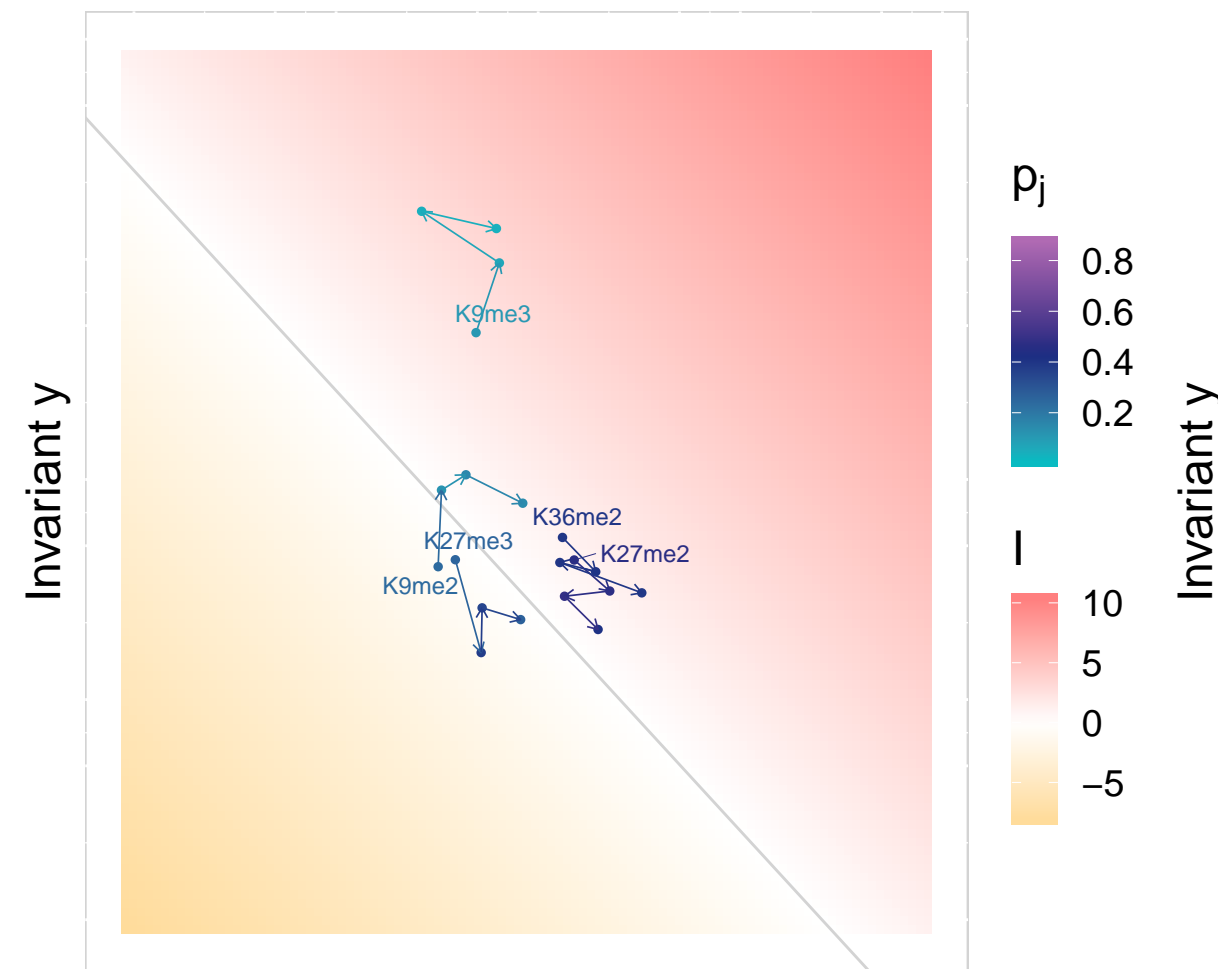 Invariant y
K9me3
K36me2
K27me3
K27me2
K9me2
pj
0.8
0.6
0.4
0.2
I
10
5
0
−5
Invariant y